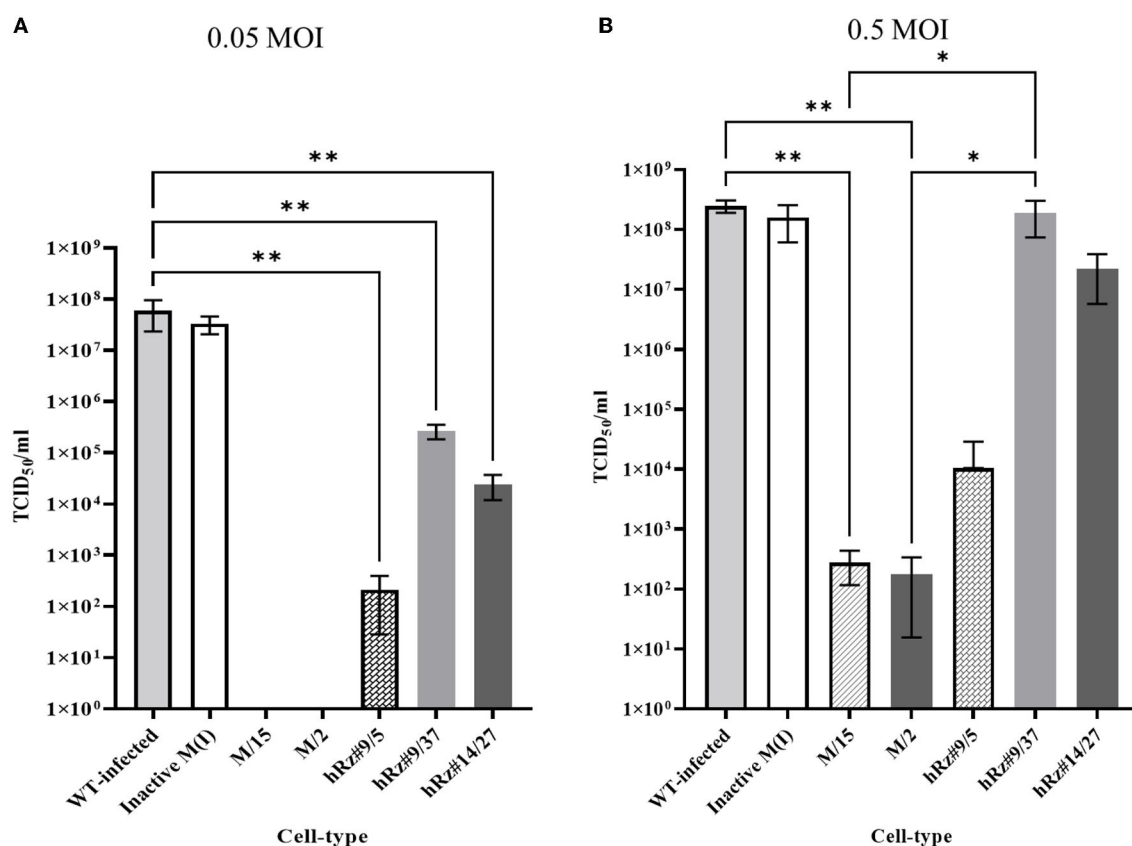 A
0.05 MOI
**
**
**
1×10⁹
1×10⁸
1×10⁷
1×10⁶
1×10⁵
1×10⁴
1×10³
1×10²
1×10¹
1×10⁰
TCID₅₀/ml
WT-infected
Inactive M(I)
M/15
M/2
hRz#9/5
hRz#9/37
hRz#14/27
Cell-type
B
0.5 MOI
*
**
**
*
1×10⁹
1×10⁸
1×10⁷
1×10⁶
1×10⁵
1×10⁴
1×10³
1×10²
1×10¹
1×10⁰
TCID₅₀/ml
WT-infected
Inactive M(I)
M/15
M/2
hRz#9/5
hRz#9/37
hRz#14/27
Cell-type